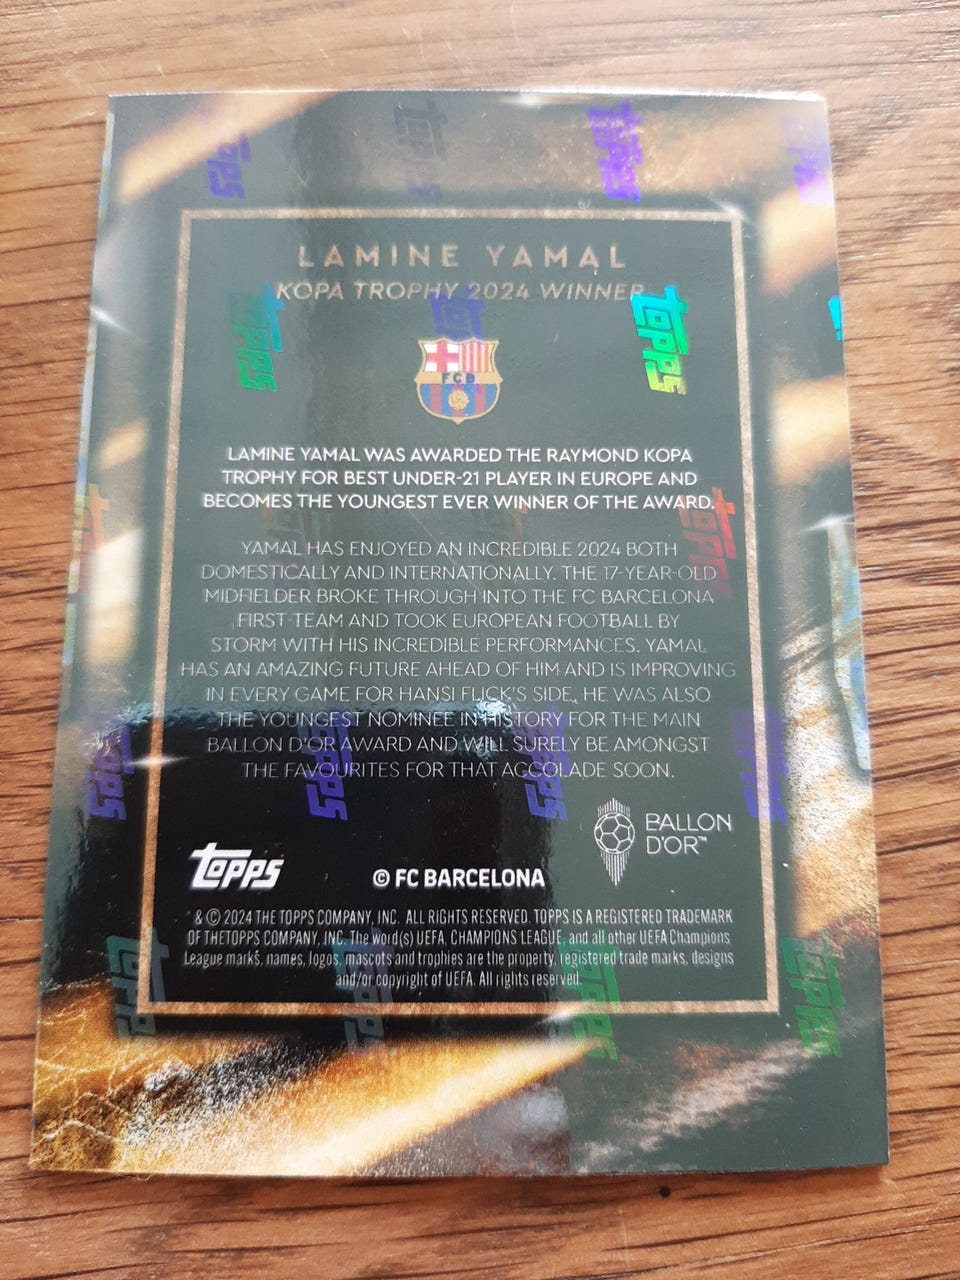 LAMINE YAMAL
KOPA TROPHY 2024 WINNER
FCB
LAMINE YAMAL WAS AWARDED THE RAYMOND KOPA
TROPHY FOR BEST UNDER-21 PLAYER IN EUROPE AND
BECOMES THE YOUNGEST EVER WINNER OF THE AWARD.
YAMAL HAS ENJOYED AN INCREDIBLE 2024 BOTH
DOMESTICALLY AND INTERNATIONALLY. THE 17-YEAR-OLD
MIDFIELDER BROKE THROUGH INTO THE FC BARCELONA
FIRST-TEAM AND TOOK EUROPEAN FOOTBALL BY
STORM WITH HIS INCREDIBLE PERFORMANCES. YAMAL
HAS AN AMAZING FUTURE AHEAD OF HIM AND IS IMPROVING
IN EVERY GAME FOR HANSI FLICK'S SIDE, HE WAS ALSO
THE YOUNGEST NOMINEE IN HISTORY FOR THE MAIN
BALLON D'OR AWARD AND WILL SURELY BE AMONGST
THE FAVOURITES FOR THAT ACCOLADE SOON.
BALLON
D'OR™
Topps
© FC BARCELONA
& © 2024 THE TOPPS COMPANY, INC. ALL RIGHTS RESERVED. TOPPS IS A REGISTERED TRADEMARK
OF THETOPPS COMPANY, INC. The word(s) UEFA, CHAMPIONS LEAGUE, and all other UEFA Champions
League marks, names, logos, mascots and trophies are the property, registered trade marks, designs
and/or copyright of UEFA. All rights reserved.